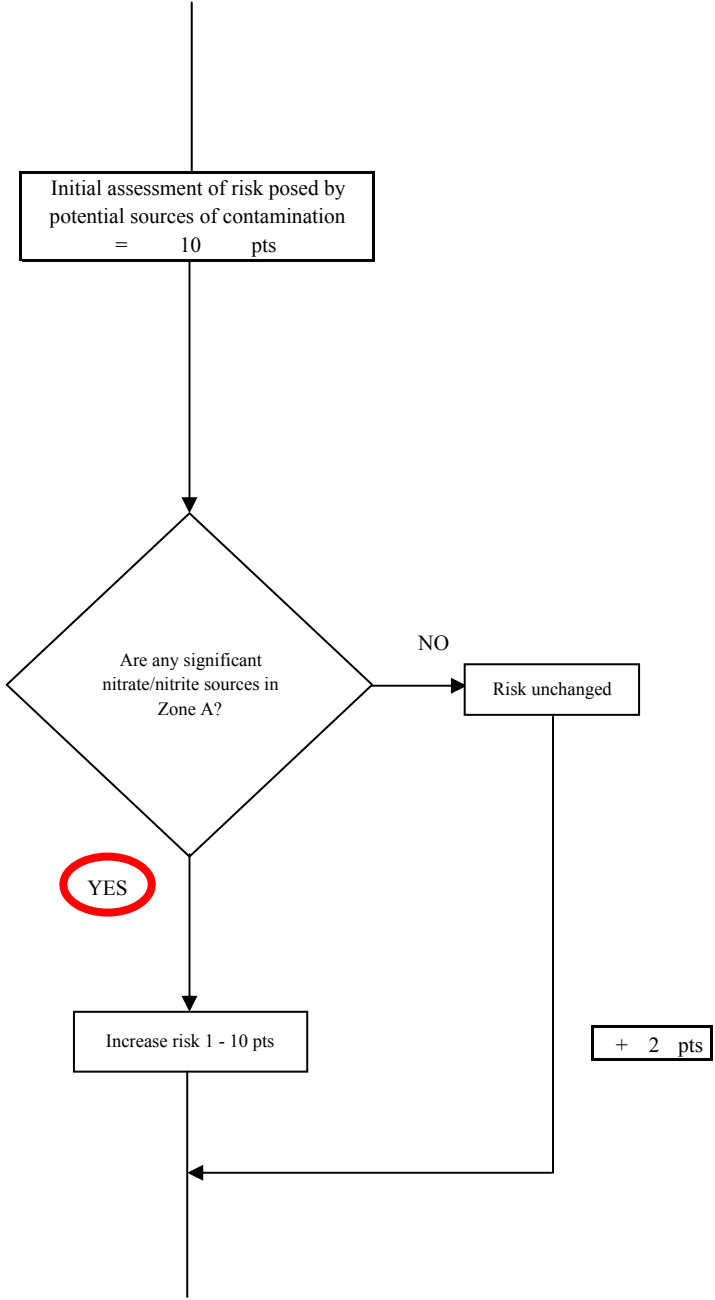 Initial assessment of risk posed by
potential sources of contamination
= 10 pts
Are any significant
nitrate/nitrite sources in
Zone A?
NO
Risk unchanged
YES
Increase risk 1 - 10 pts
+ 2 pts